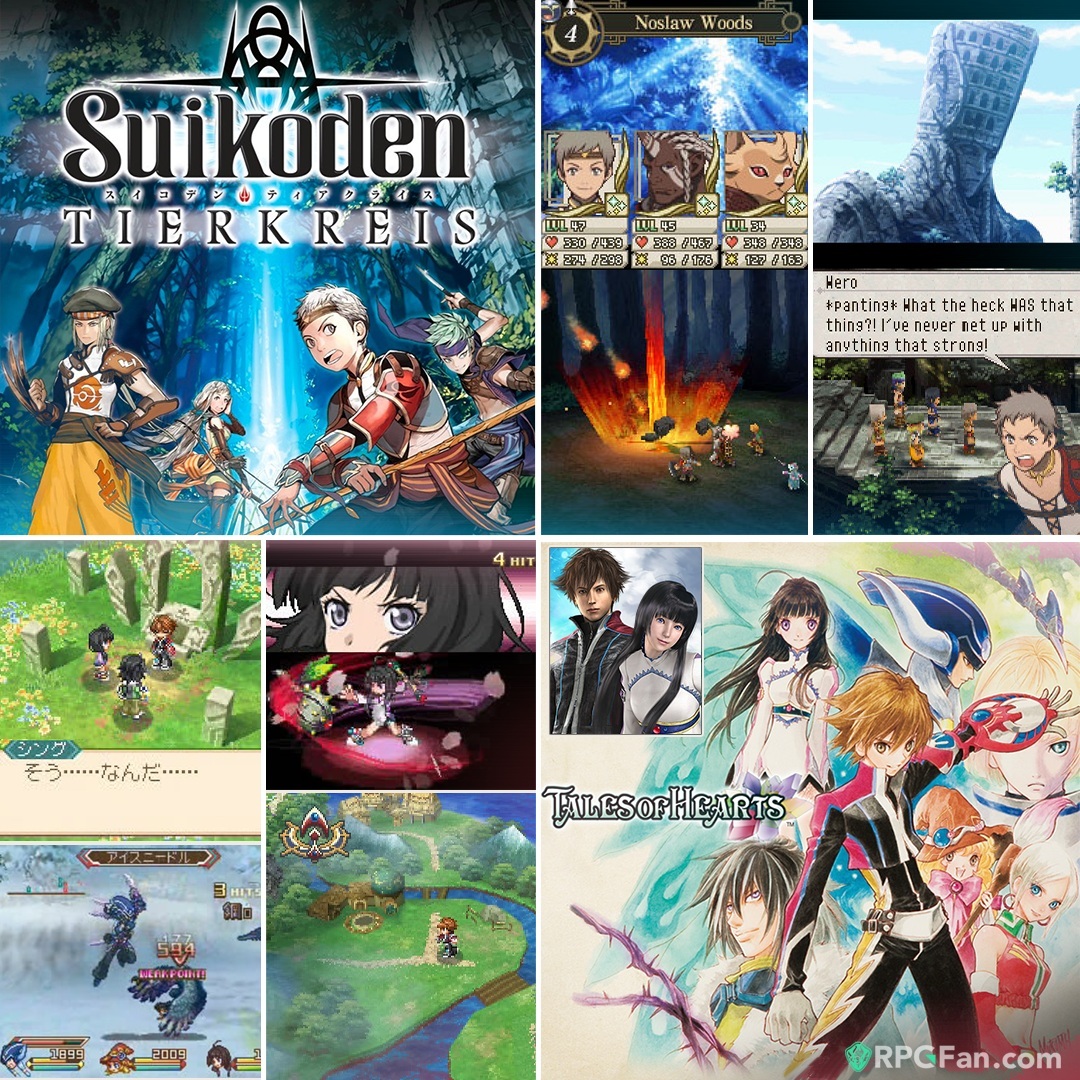 Suikoden
スイコデン ティアクライス
TIERKREIS
4
Noslaw Woods
LVL 47
LVL 45
LVL 34
330 / 439
388 / 467
348 / 348
274 / 298
96 / 176
127 / 163
Hero
*panting* What the heck WAS that
thing?! I've never met up with
anything that strong!
シング
そう……なんだ……
4 HIT
アイスニードル
3 HITS
594
WEAKPOINT!
1899
2009
TALES OF HEARTS
TM
RPGFan.com